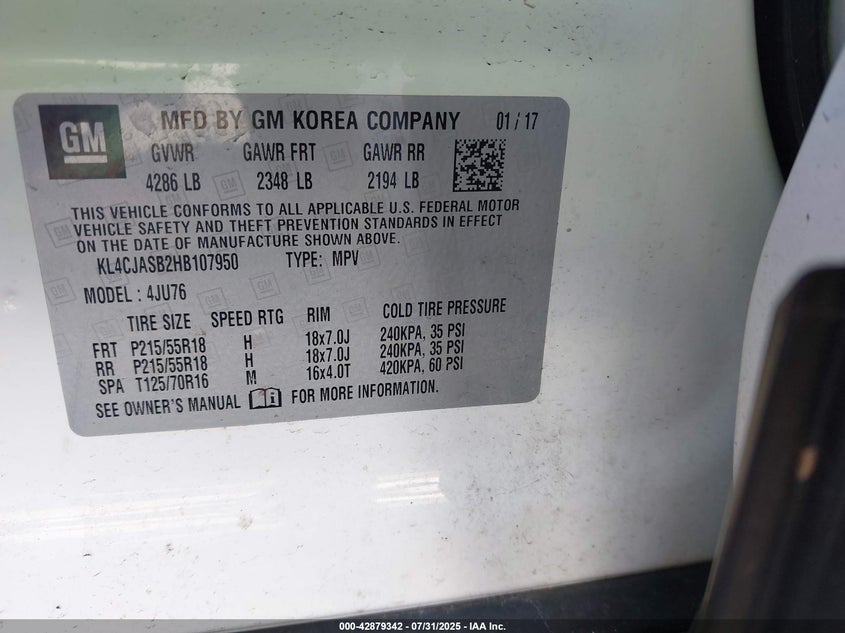 GM MFD BY GM KOREA COMPANY 01 / 17
GVWR GAWR FRT GAWR RR
4286 LB 2348 LB 2194 LB
THIS VEHICLE CONFORMS TO ALL APPLICABLE U.S. FEDERAL MOTOR
VEHICLE SAFETY AND THEFT PREVENTION STANDARDS IN EFFECT
ON THE DATE OF MANUFACTURE SHOWN ABOVE.
KL4CJASB2HB107950 TYPE: MPV
MODEL : 4JU76
TIRE SIZE SPEED RTG RIM COLD TIRE PRESSURE
FRT P215/55R18 H 18x7.0J 240KPA, 35 PSI
RR P215/55R18 H 18x7.0J 240KPA, 35 PSI
SPA T125/70R16 M 16x4.0T 420KPA, 60 PSI
SEE OWNER'S MANUAL i FOR MORE INFORMATION.
000-42879342 - 07/31/2025 - IAA Inc.